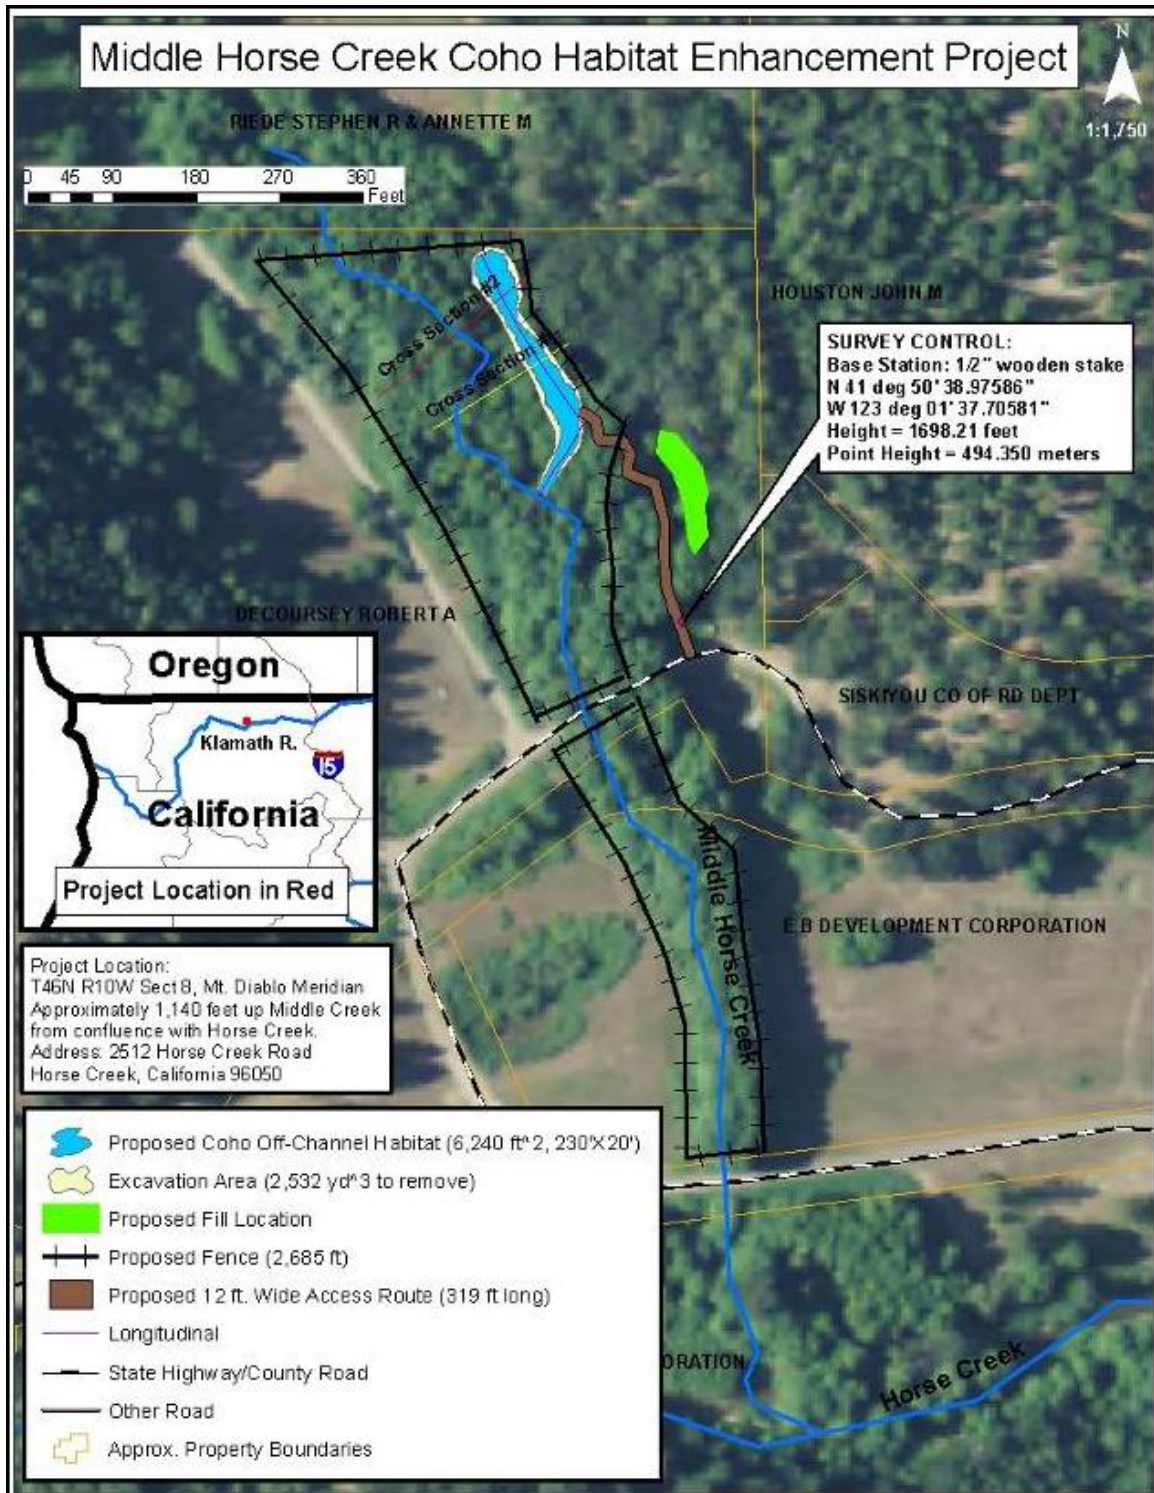 Middle Horse Creek Coho Habitat Enhancement Project
N
1:1,750
RIEDE STEPHEN R & ANNETTE M
0 45 90 180 270 360
Feet
HOUSTON JOHN M
Cross Section #2
Cross Section
SURVEY CONTROL:
Base Station: 1/2" wooden stake
N 41 deg 50' 38.97586"
W 123 deg 01' 37.70581"
Height = 1698.21 feet
Point Height = 494.350 meters
DECOURSEY ROBERT A
SISKIYOU CO OF RD DEPT
Oregon
Klamath R.
15
California
Project Location in Red
Middle Horse Creek
E B DEVELOPMENT CORPORATION
Project Location:
T46N R10W Sect 8, Mt. Diablo Meridian
Approximately 1,140 feet up Middle Creek
from confluence with Horse Creek.
Address: 2512 Horse Creek Road
Horse Creek, California 96050
Proposed Coho Off-Channel Habitat (6,240 ft^2, 230'X20')
Excavation Area (2,532 yd^3 to remove)
Proposed Fill Location
Proposed Fence (2,685 ft)
Proposed 12 ft. Wide Access Route (319 ft long)
Longitudinal
State Highway/County Road
Other Road
Approx. Property Boundaries
ORATION
Horse Creek